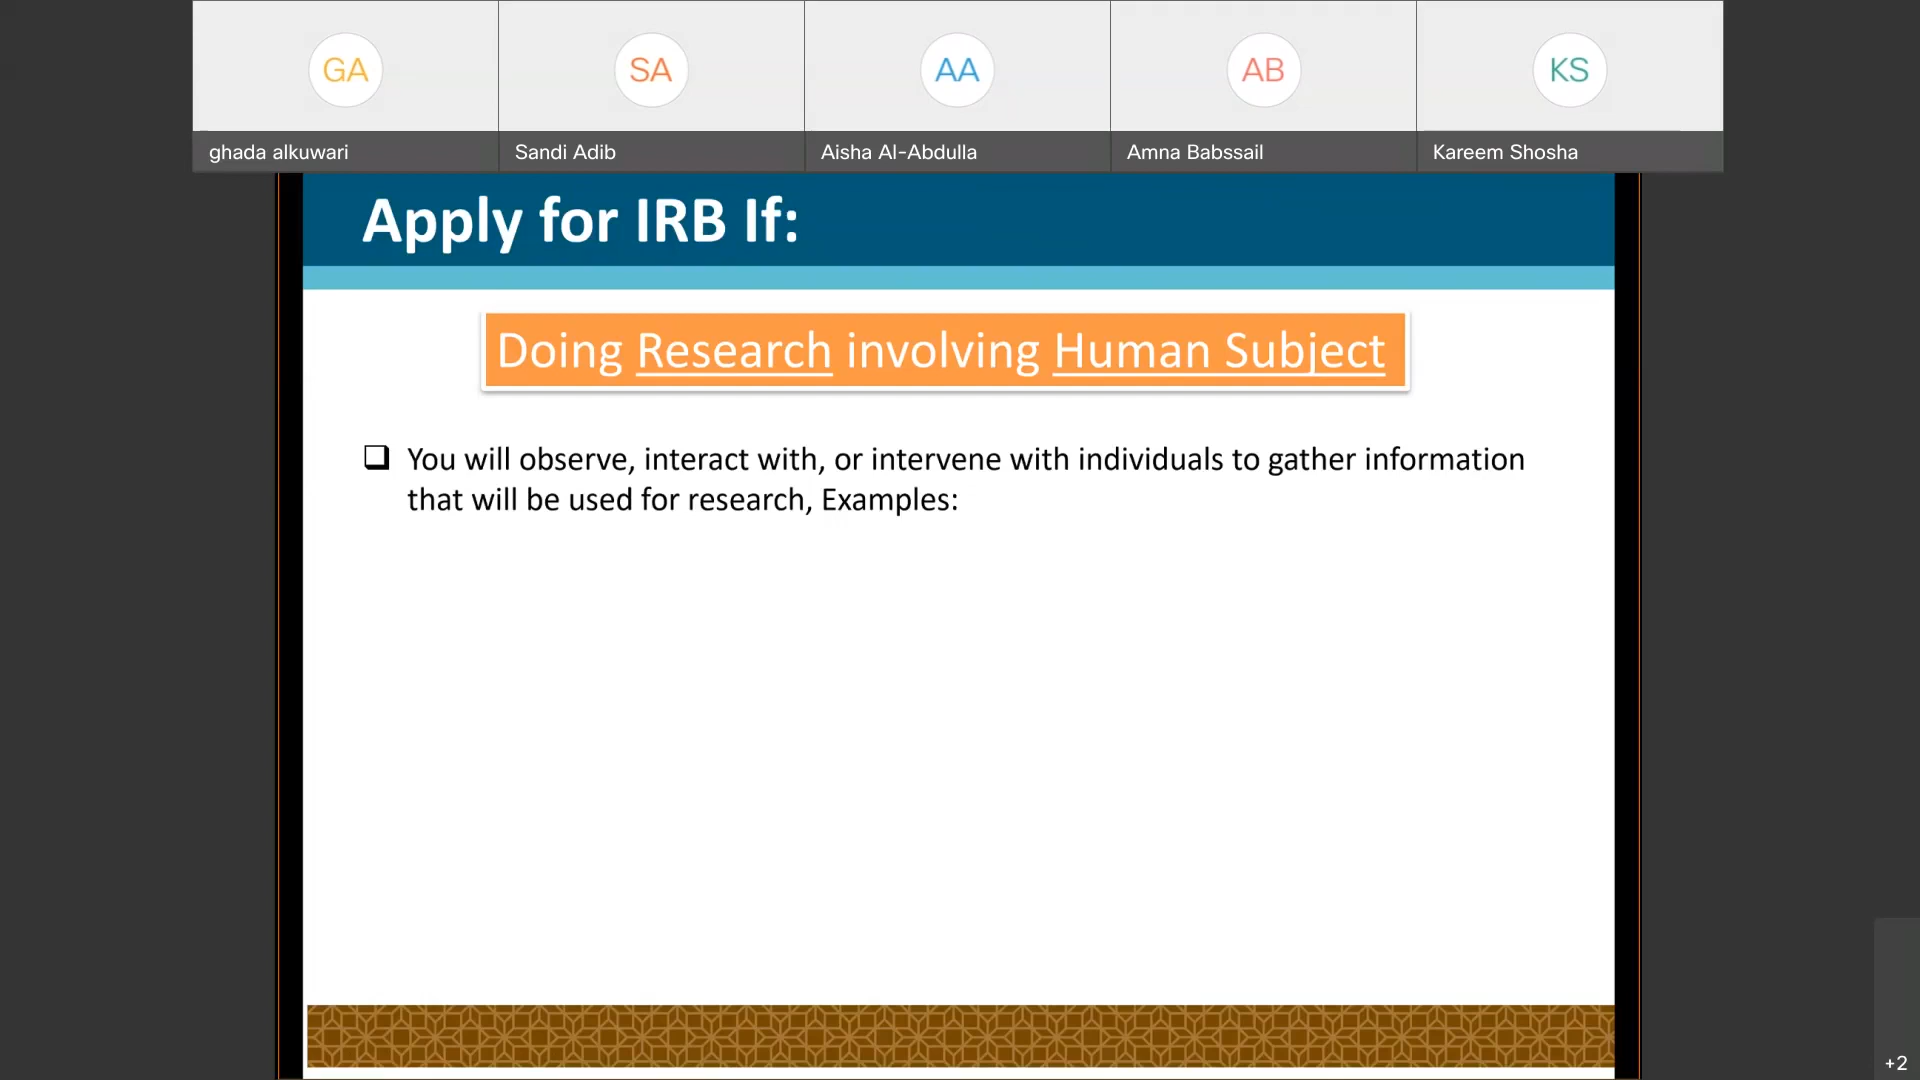 GA
SA
AA
AB
KS
ghada alkuwari
Sandi Adib
Aisha Al-Abdulla
Amna Babssail
Kareem Shosha
Apply for IRB If:
Doing Research involving Human Subject
❑ You will observe, interact with, or intervene with individuals to gather information
that will be used for research, Examples:
+2